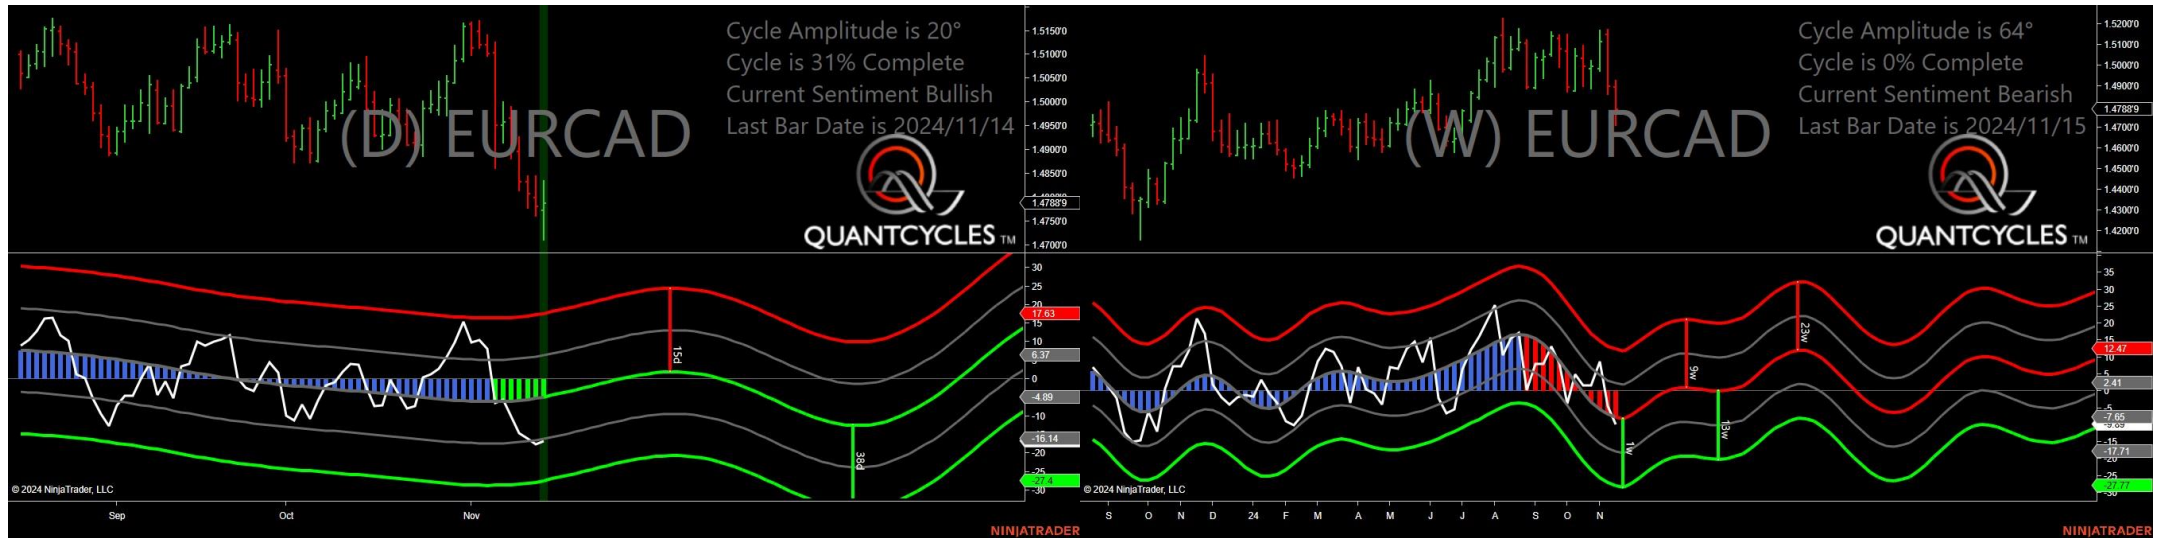 Cycle Amplitude is 20°
Cycle is 31% Complete
Current Sentiment Bullish
Last Bar Date is 2024/11/14
(D) EURCAD
QUANTCYCLES TM
1.5150'0
1.5100'0
1.5050'0
1.5000'0
1.4950'0
1.4900'0
1.4850'0
1.4788'9
1.4750'0
1.4700'0
30
25
20
17.63
15
10
6.37
0
-4.89
-10
-16.14
-20
-25
-27.4
-30
15d
38d
© 2024 NinjaTrader, LLC
Sep
Oct
Nov
NINJATRADER
Cycle Amplitude is 64°
Cycle is 0% Complete
Current Sentiment Bearish
Last Bar Date is 2024/11/15
(W) EURCAD
QUANTCYCLES TM
1.5200'0
1.5100'0
1.5000'0
1.4900'0
1.4788'9
1.4700'0
1.4600'0
1.4500'0
1.4400'0
1.4300'0
1.4200'0
35
30
25
20
15
12.47
2.41
0
-5
-7.65
-9.89
-15
-17.71
-20
-25
-27.77
-30
9w
23w
1w
13w
© 2024 NinjaTrader, LLC
S O N D 24 F M A M J J A S O N
NINJATRADER